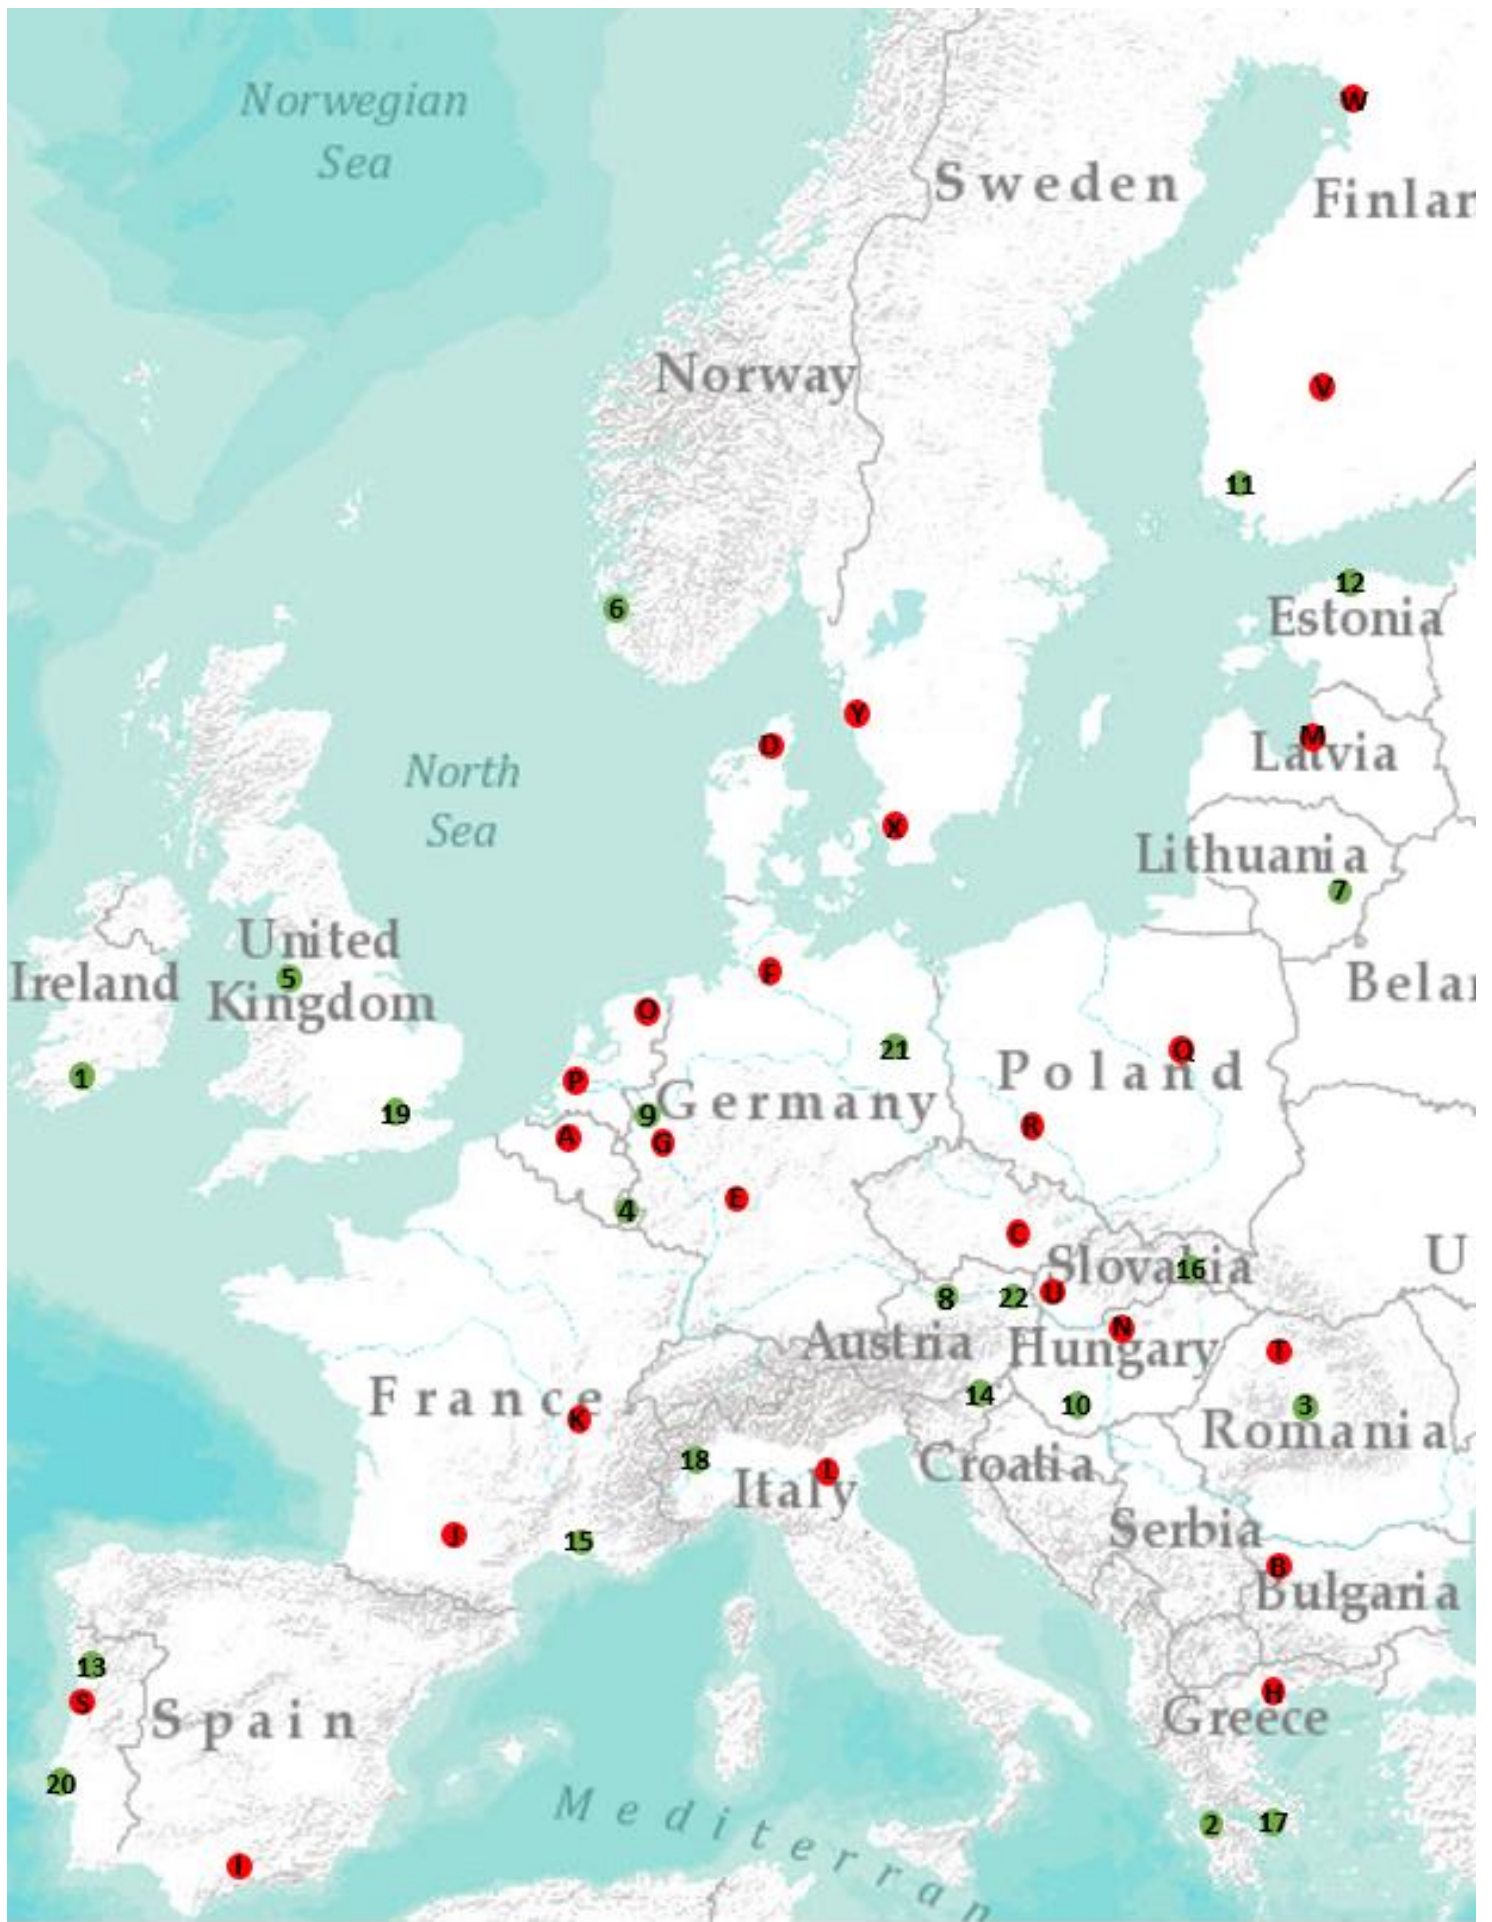 Norwegian
Sea
W
Sweden
Finlar
Norway
V
11
12
6
Estonia
Y
D
M
Latvia
North
Sea
X
Lithuania
7
United
Kingdom
5
Ireland
F
Belar
O
21
Q
Poland
1
P
19
9
Germany
A
G
R
E
4
C
Slovakia
16
U
8
22
U
N
Austria
Hungary
T
France
14
10
3
K
Romania
18
Italy
L
Croatia
J
15
Serbia
B
Bulgaria
13
S
H
Spain
Greece
20
2
17
I
Mediterran